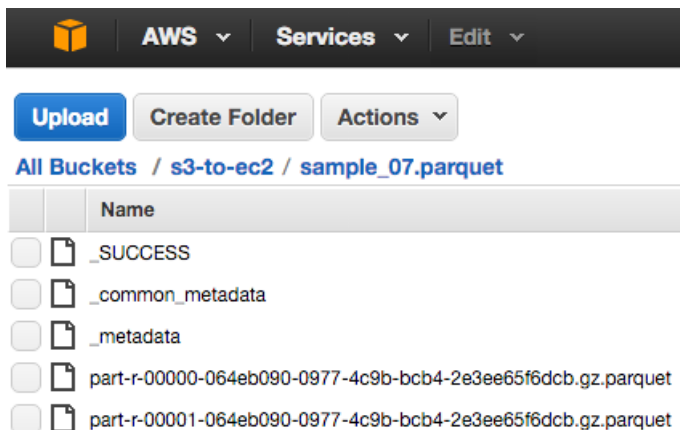 AWS Services Edit
Upload Create Folder Actions
All Buckets / s3-to-ec2 / sample_07.parquet
Name
_SUCCESS
_common_metadata
_metadata
part-r-00000-064eb090-0977-4c9b-bcb4-2e3ee65f6dcb.gz.parquet
part-r-00001-064eb090-0977-4c9b-bcb4-2e3ee65f6dcb.gz.parquet